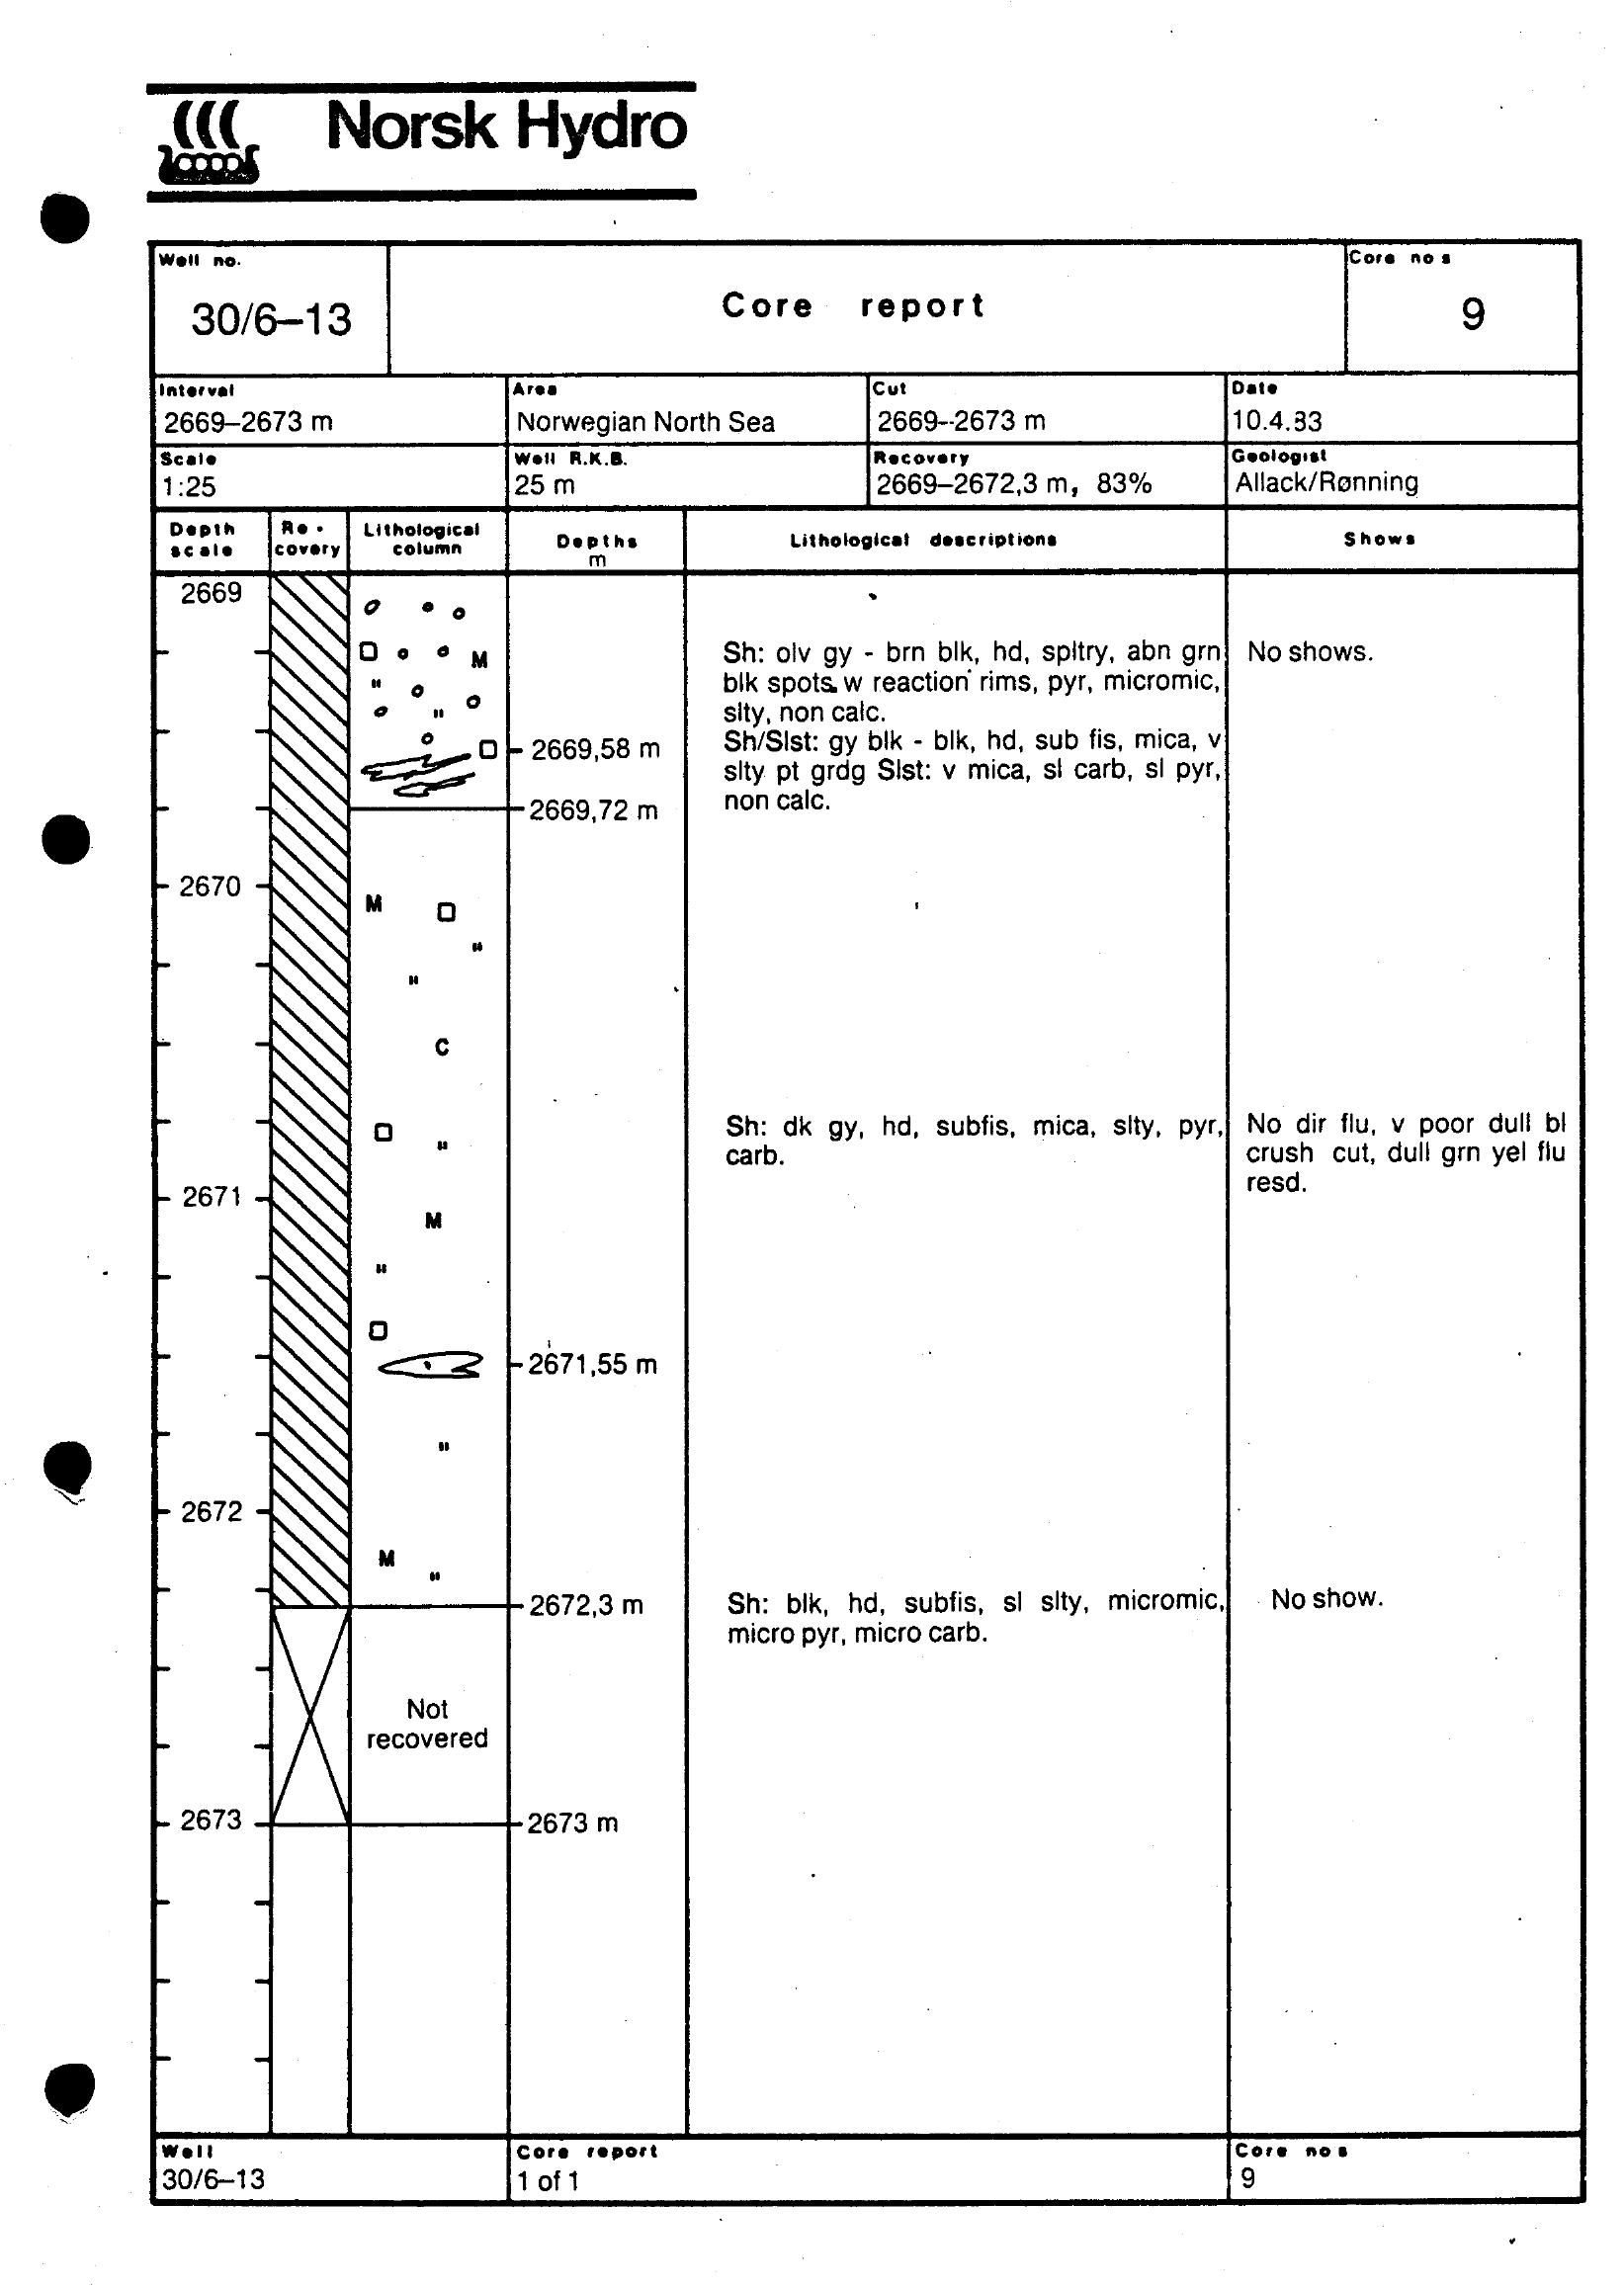 Norsk Hydro
Well no.
30/6–13
Core report
Core no s
9
Interval
2669–2673 m
Area
Norwegian North Sea
Cut
2669--2673 m
Date
10.4.83
Scale
1:25
Well R.K.B.
25 m
Recovery
2669–2672,3 m, 83%
Geologist
Allack/Rønning
Depth
scale
Re -
covery
Lithological
column
Depths
m
Lithological descriptions
Shows
2669
M
"
"
2669,58 m
2669,72 m
Sh: olv gy - brn blk, hd, spltry, abn grn
blk spots. w reaction rims, pyr, micromic,
slty, non calc.
Sh/Slst: gy blk - blk, hd, sub fis, mica, v
slty pt grdg Slst: v mica, sl carb, sl pyr,
non calc.
No shows.
2670
M
"
"
C
"
Sh: dk gy, hd, subfis, mica, slty, pyr,
carb.
No dir flu, v poor dull bl
crush cut, dull grn yel flu
resd.
2671
M
"
2671,55 m
"
2672
M
"
2672,3 m
Sh: blk, hd, subfis, sl slty, micromic,
micro pyr, micro carb.
No show.
Not
recovered
2673
2673 m
Well
30/6–13
Core report
1 of 1
Core no s
9